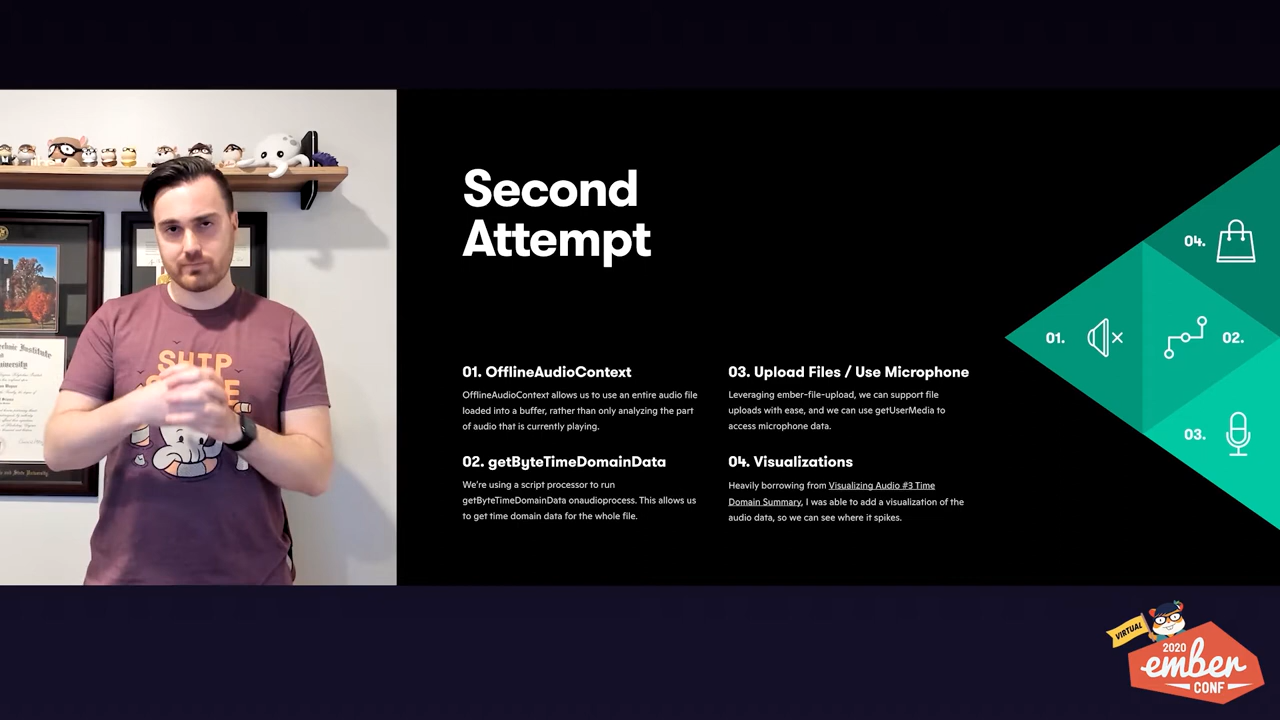 Second
Attempt
01. OfflineAudioContext
OfflineAudioContext allows us to use an entire audio file
loaded into a buffer, rather than only analyzing the part
of audio that is currently playing.
02. getByteTimeDomainData
We're using a script processor to run
getByteTimeDomainData onaudioprocess. This allows us
to get time domain data for the whole file.
03. Upload Files / Use Microphone
Leveraging ember-file-upload, we can support file
uploads with ease, and we can use getUserMedia to
access microphone data.
04. Visualizations
Heavily borrowing from Visualizing Audio #3 Time
Domain Summary, I was able to add a visualization of the
audio data, so we can see where it spikes.
04.
01.
02.
03.
SHIP
VIRTUAL
2020
ember
CONF